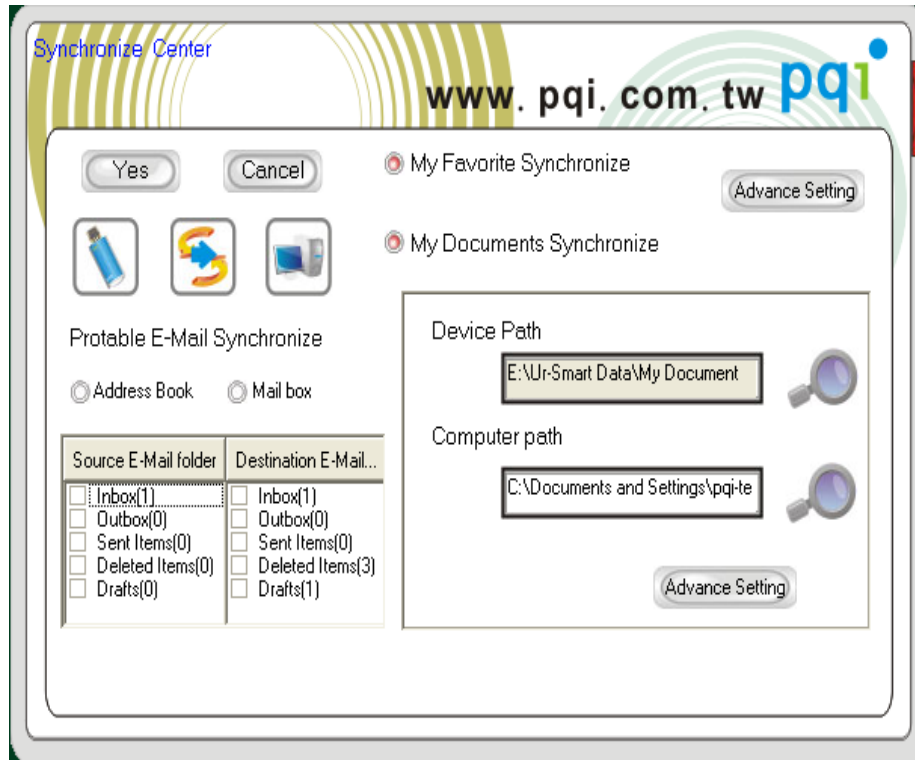 Synchronize Center
www. pqi. com. tw pqi
Yes
Cancel
My Favorite Synchronize
Advance Setting
My Documents Synchronize
Protable E-Mail Synchronize
Address Book
Mail box
Source E-Mail folder
Destination E-Mail...
Inbox(1)
Inbox(1)
Outbox(0)
Outbox(0)
Sent Items(0)
Sent Items(0)
Deleted Items(0)
Deleted Items(3)
Drafts(0)
Drafts(1)
Device Path
E:\Ur-Smart Data\My Document
Computer path
C:\Documents and Settings\pqi-te
Advance Setting